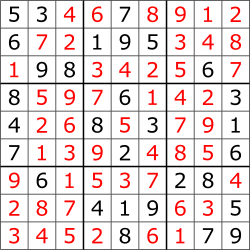 5 3 4 6 7 8 9 1 2
6 7 2 1 9 5 3 4 8
1 9 8 3 4 2 5 6 7
8 5 9 7 6 1 4 2 3
4 2 6 8 5 3 7 9 1
7 1 3 9 2 4 8 5 6
9 6 1 5 3 7 2 8 4
2 8 7 4 1 9 6 3 5
3 4 5 2 8 6 1 7 9